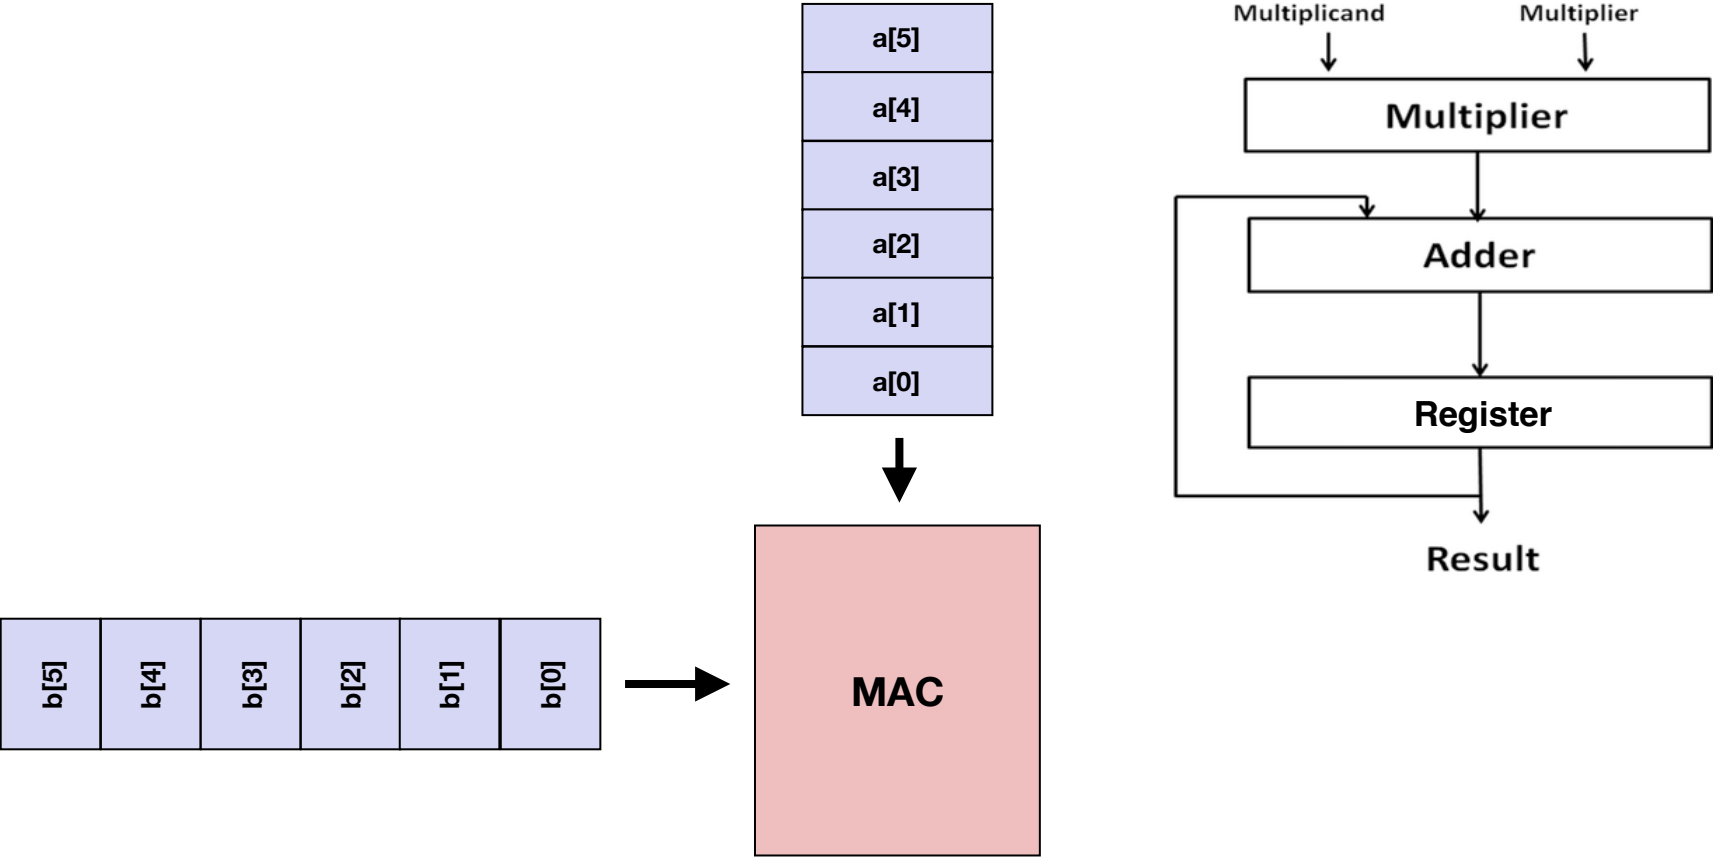 a[5]
a[4]
a[3]
a[2]
a[1]
a[0]
b[5]
b[4]
b[3]
b[2]
b[1]
b[0]
MAC
Multiplicand
Multiplier
Multiplier
Adder
Register
Result